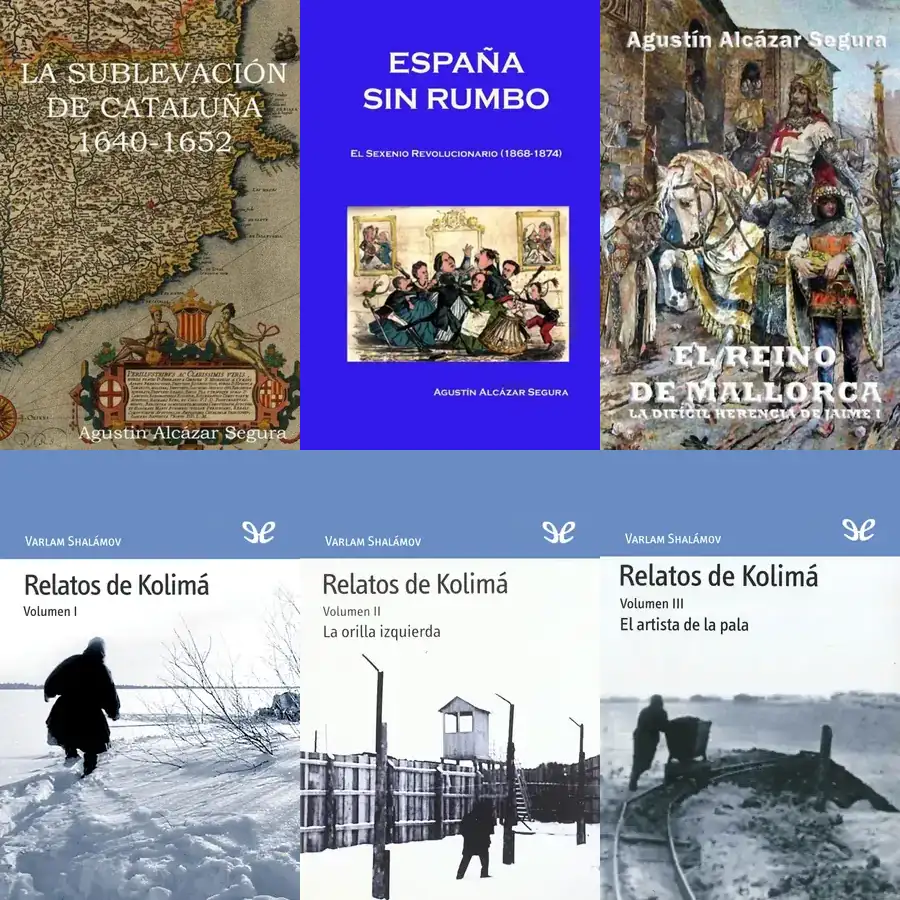 LA SUBLEVACIÓN
DE CATALUÑA
1640-1652
Agustín Alcázar Segura
ESPAÑA
SIN RUMBO
EL SEXENIO REVOLUCIONARIO (1868-1874)
AGUSTÍN ALCÁZAR SEGURA
Agustín Alcázar Segura
EL REINO
DE MALLORCA
LA DIFÍCIL HERENCIA DE JAIME I
VARLAM SHALÁMOV
Relatos de Kolimá
Volumen I
VARLAM SHALÁMOV
Relatos de Kolimá
Volumen II
La orilla izquierda
VARLAM SHALÁMOV
Relatos de Kolimá
Volumen III
El artista de la pala